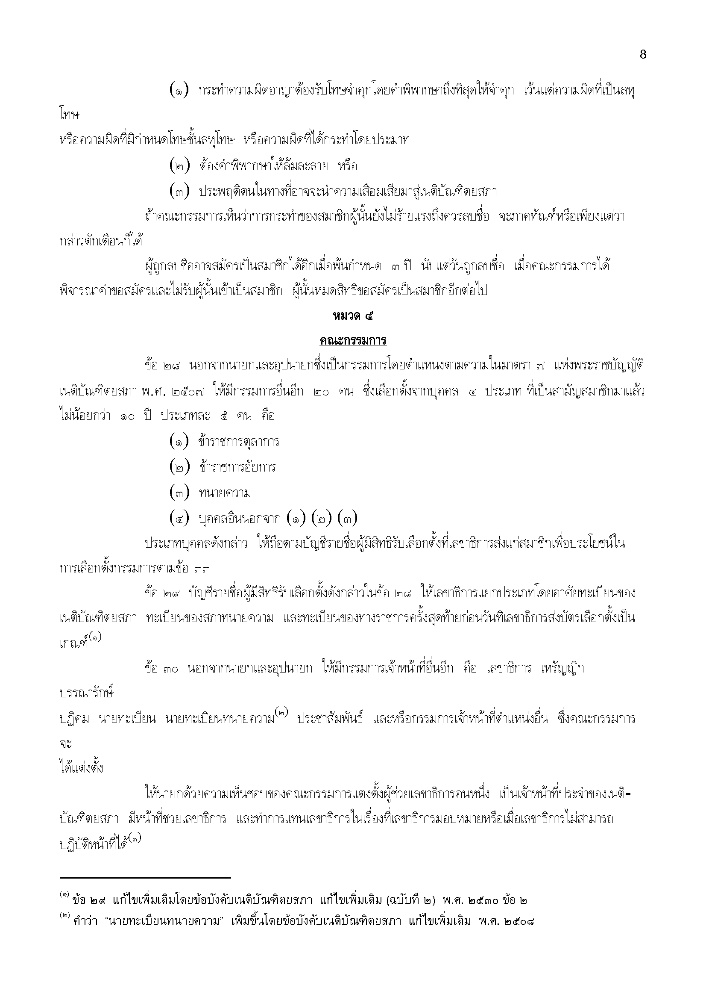 8
(๑) กระทำความผิดอาญาต้องรับโทษจำคุกโดยคำพิพากษาถึงที่สุดให้จำคุก เว้นแต่ความผิดที่เป็นลหุ
โทษ
หรือความผิดที่มีกำหนดโทษชั้นลหุโทษ หรือความผิดที่ได้กระทำโดยประมาท
(๒) ต้องคำพิพากษาให้ล้มละลาย หรือ
(๓) ประพฤติตนในทางที่อาจจะนำความเสื่อมเสียมาสู่เนติบัณฑิตยสภา
ถ้าคณะกรรมการเห็นว่าการกระทำของสมาชิกผู้นั้นยังไม่ร้ายแรงถึงควรลบชื่อ จะภาคทัณฑ์หรือเพียงแต่ว่า
กล่าวตักเตือนก็ได้
ผู้ถูกลบชื่ออาจสมัครเป็นสมาชิกได้อีกเมื่อพ้นกำหนด ๓ ปี นับแต่วันถูกลบชื่อ เมื่อคณะกรรมการได้
พิจารณาคำขอสมัครและไม่รับผู้นั้นเข้าเป็นสมาชิก ผู้นั้นหมดสิทธิขอสมัครเป็นสมาชิกอีกต่อไป
หมวด ๕
คณะกรรมการ
ข้อ ๒๘ นอกจากนายกและอุปนายกซึ่งเป็นกรรมการโดยตำแหน่งตามความในมาตรา ๗ แห่งพระราชบัญญัติ
เนติบัณฑิตยสภา พ.ศ. ๒๕๐๗ ให้มีกรรมการอื่นอีก ๒๐ คน ซึ่งเลือกตั้งจากบุคคล ๔ ประเภท ที่เป็นสามัญสมาชิกมาแล้ว
ไม่น้อยกว่า ๑๐ ปี ประเภทละ ๕ คน คือ
(๑) ข้าราชการตุลาการ
(๒) ข้าราชการอัยการ
(๓) ทนายความ
(๔) บุคคลอื่นนอกจาก (๑) (๒) (๓)
ประเภทบุคคลดังกล่าว ให้ถือตามบัญชีรายชื่อผู้มีสิทธิรับเลือกตั้งที่เลขาธิการส่งแก่สมาชิกเพื่อประโยชน์ใน
การเลือกตั้งกรรมการตามข้อ ๓๓
ข้อ ๒๙ บัญชีรายชื่อผู้มีสิทธิรับเลือกตั้งดังกล่าวในข้อ ๒๘ ให้เลขาธิการแยกประเภทโดยอาศัยทะเบียนของ
เนติบัณฑิตยสภา ทะเบียนของสภาทนายความ และทะเบียนของทางราชการครั้งสุดท้ายก่อนวันที่เลขาธิการส่งบัตรเลือกตั้งเป็น
เกณฑ์(๑)
ข้อ ๓๐ นอกจากนายกและอุปนายก ให้มีกรรมการเจ้าหน้าที่อื่นอีก คือ เลขาธิการ เหรัญญิก
บรรณารักษ์
ปฏิคม นายทะเบียน นายทะเบียนทนายความ(๒) ประชาสัมพันธ์ และหรือกรรมการเจ้าหน้าที่ตำแหน่งอื่น ซึ่งคณะกรรมการ
จะ
ได้แต่งตั้ง
ให้นายกด้วยความเห็นชอบของคณะกรรมการแต่งตั้งผู้ช่วยเลขาธิการคนหนึ่ง เป็นเจ้าหน้าที่ประจำของเนติ-
บัณฑิตยสภา มีหน้าที่ช่วยเลขาธิการ และทำการแทนเลขาธิการในเรื่องที่เลขาธิการมอบหมายหรือเมื่อเลขาธิการไม่สามารถ
ปฏิบัติหน้าที่ได้(๓)
(๑) ข้อ ๒๙ แก้ไขเพิ่มเติมโดยข้อบังคับเนติบัณฑิตยสภา แก้ไขเพิ่มเติม (ฉบับที่ ๒) พ.ศ. ๒๕๓๐ ข้อ ๒
(๒) คำว่า “นายทะเบียนทนายความ” เพิ่มขึ้นโดยข้อบังคับเนติบัณฑิตยสภา แก้ไขเพิ่มเติม พ.ศ. ๒๕๐๘